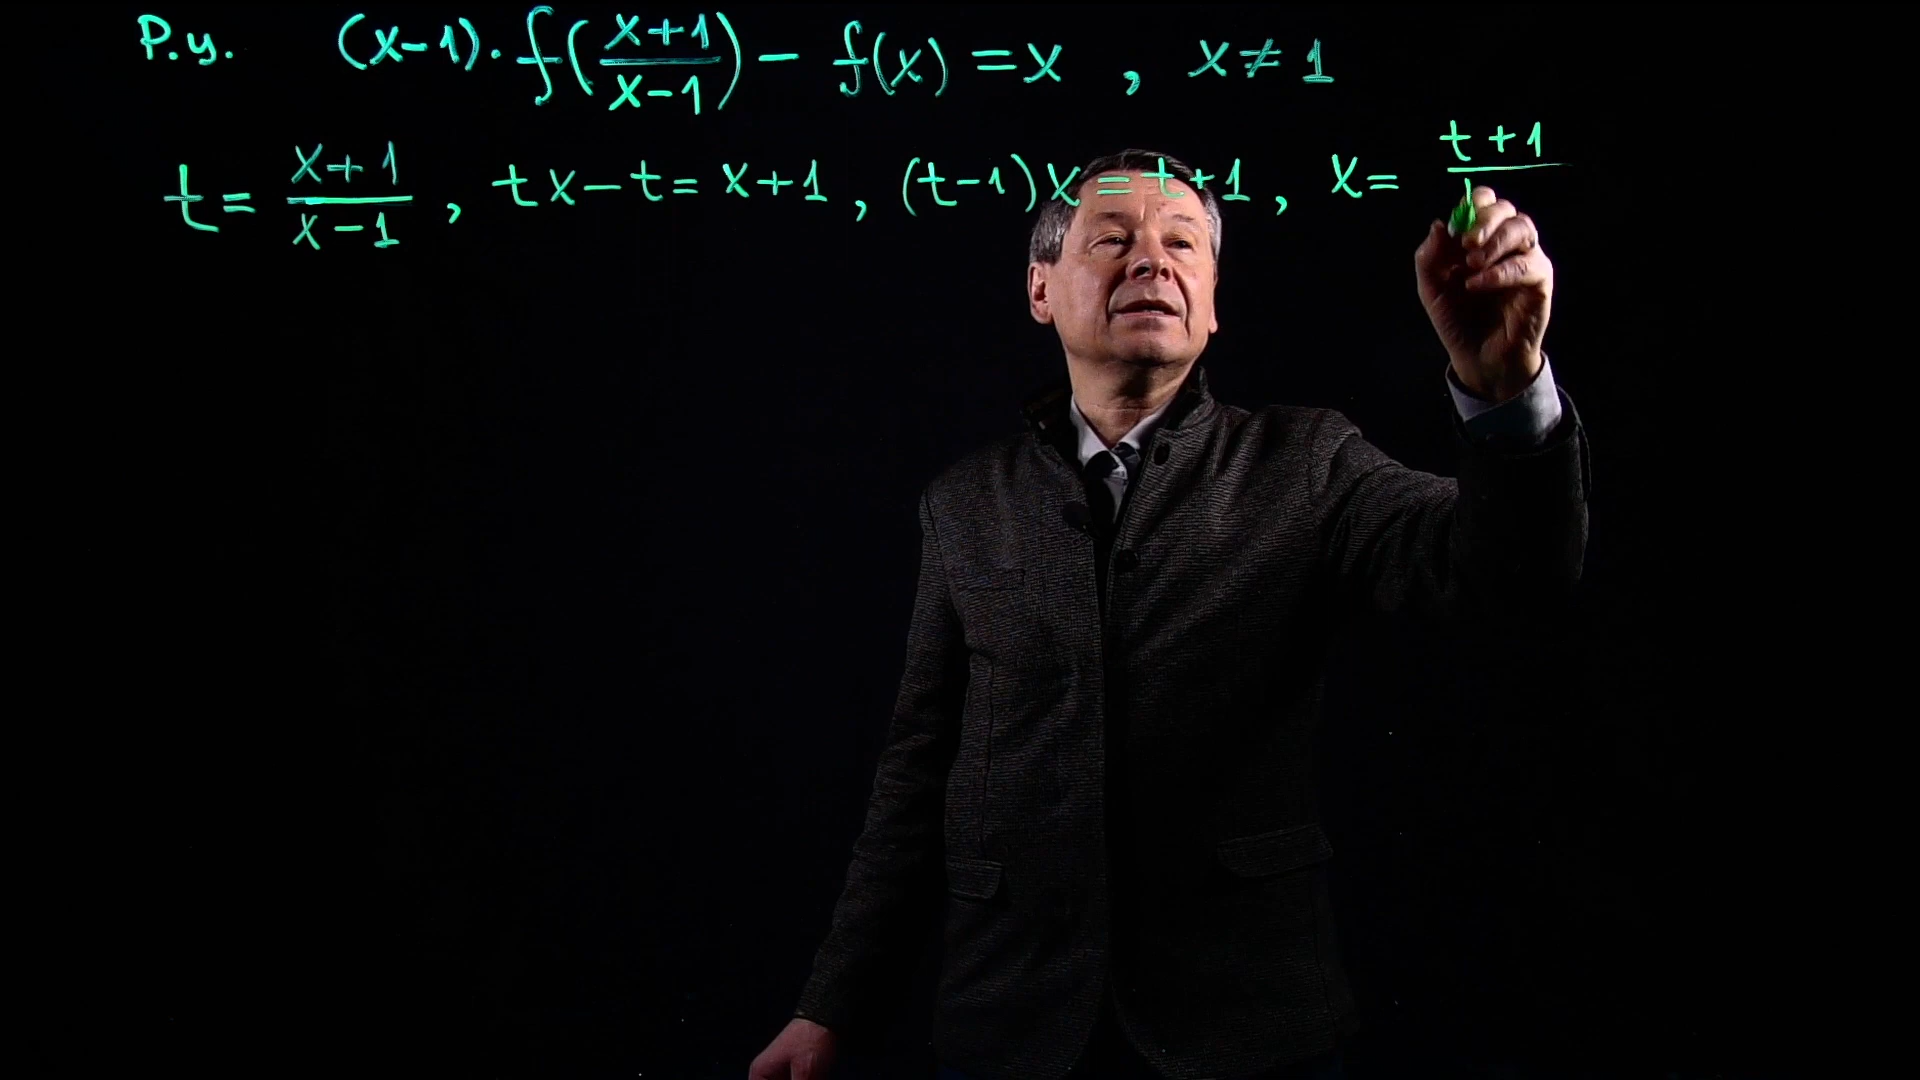 P.y. (x-1)·f((x+1)/(x-1)) - f(x) = x , x ≠ 1
t = (x+1)/(x-1) , tx-t = x+1 , (t-1)x = t+1 , x = (t+1)/